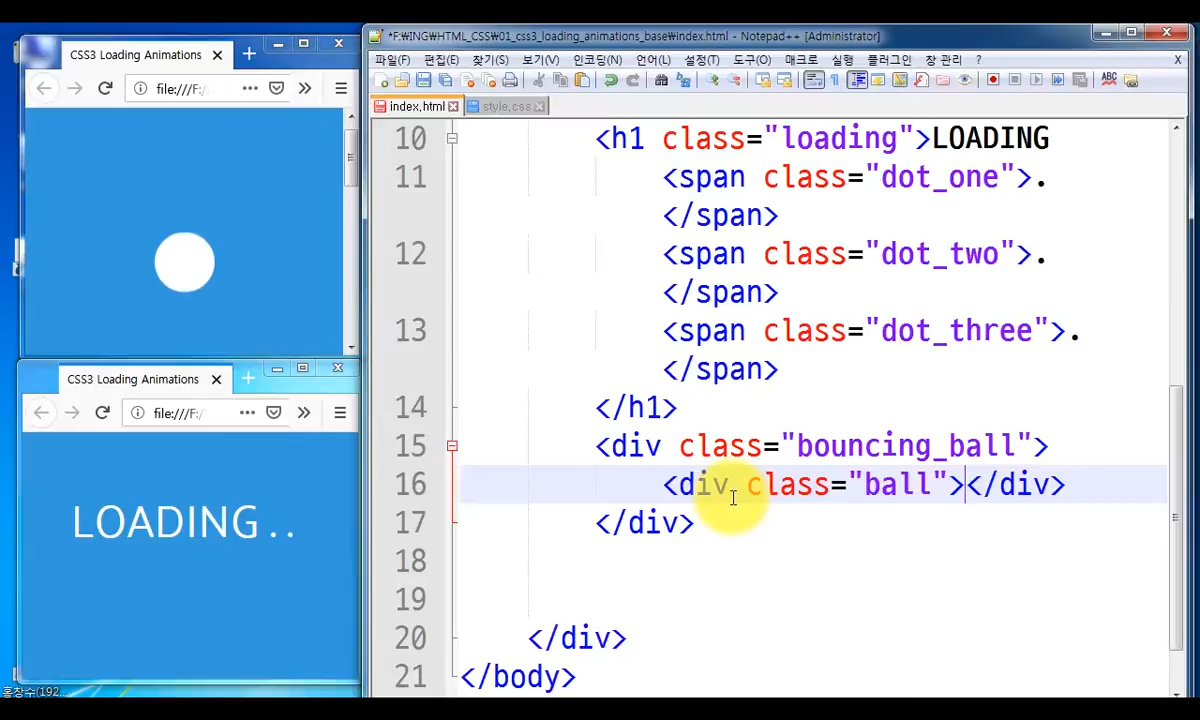 CSS3 Loading Animations
file:///F:
CSS3 Loading Animations
file:///F:/
LOADING . .
홍창수(192...
*F:₩ING₩HTML_CSS₩01_css3_loading_animations_base₩index.html - Notepad++ [Administrator]
파일(F) 편집(E) 찾기(S) 보기(V) 인코딩(N) 언어(L) 설정(T) 도구(O) 매크로 실행 플러그인 창 관리 ? X
index.html style.css
10 <h1 class="loading">LOADING
11 <span class="dot_one">.
</span>
12 <span class="dot_two">.
</span>
13 <span class="dot_three">.
</span>
14 </h1>
15 <div class="bouncing_ball">
16 <div class="ball"></div>
17 </div>
18
19
20 </div>
21 </body>